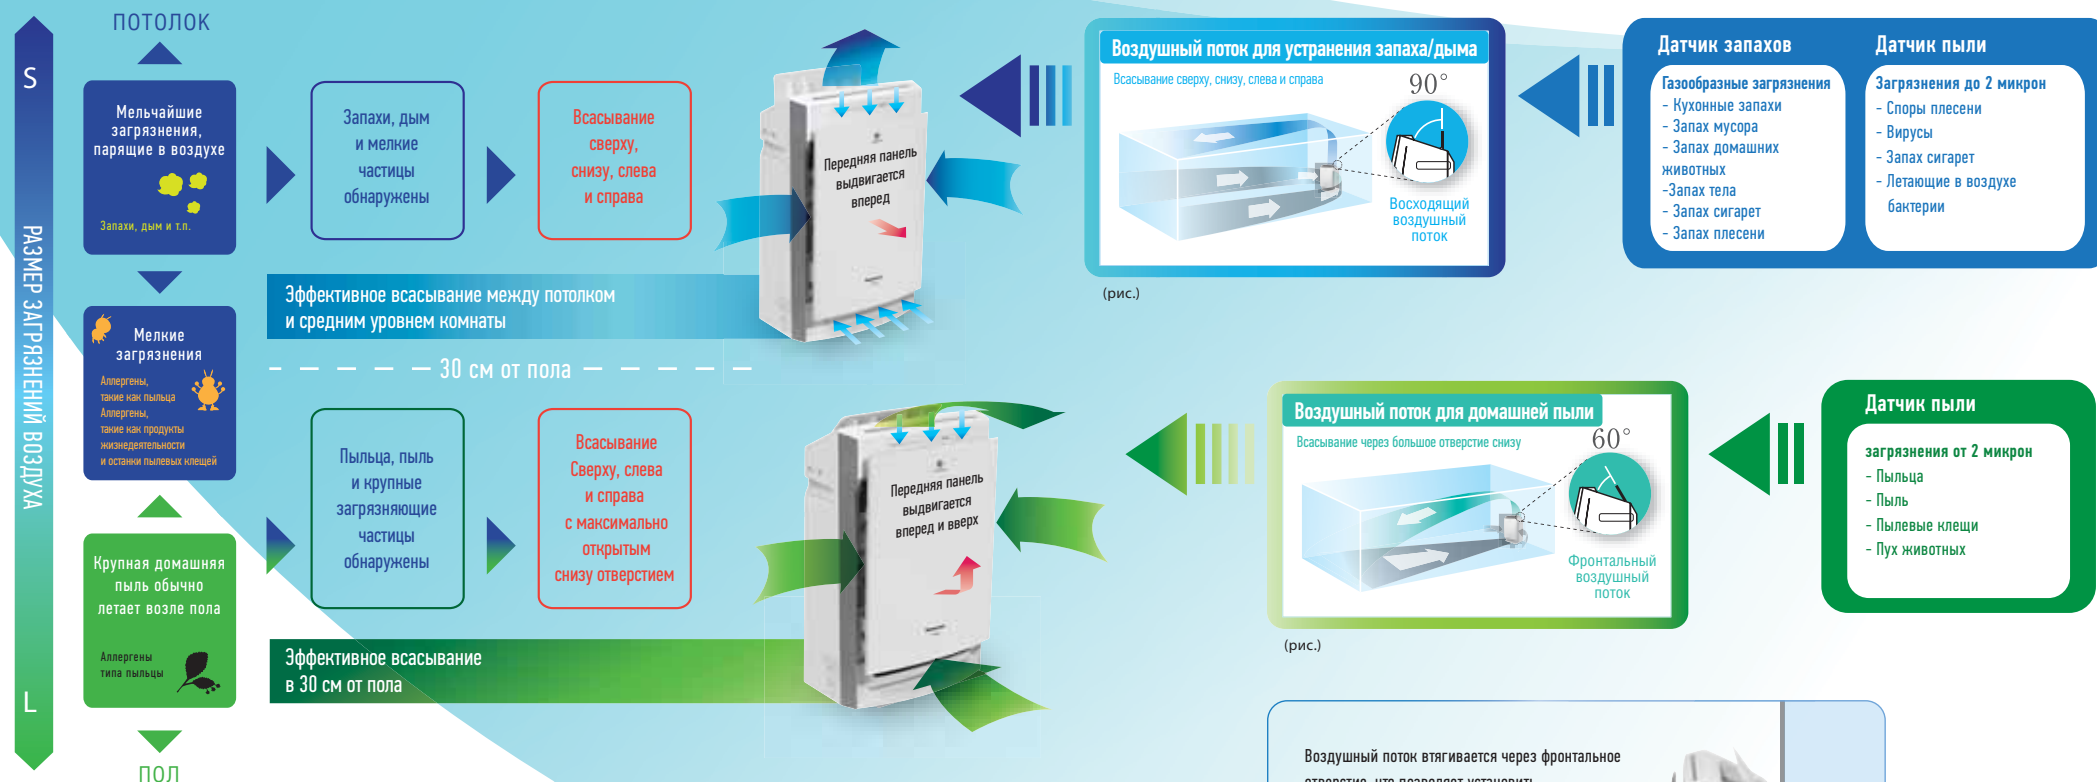 ПОТОЛОК
S
РАЗМЕР ЗАГРЯЗНЕНИЙ ВОЗДУХА
L
ПОЛ
Мельчайшие
загрязнения,
парящие в воздухе
Запахи, дым и т.п.
Мелкие
загрязнения
Аллергены,
такие как пыльца
Аллергены,
такие как продукты
жизнедеятельности
и останки пылевых клещей
Крупная домашняя
пыль обычно
летает возле пола
Аллергены
типа пыльцы
Запахи, дым
и мелкие
частицы
обнаружены
Всасывание
сверху,
снизу, слева
и справа
Эффективное всасывание между потолком
и средним уровнем комнаты
30 см от пола
Передняя панель
выдвигается
вперед
Воздушный поток для устранения запаха/дыма
Всасывание сверху, снизу, слева и справа
90°
Восходящий
воздушный
поток
(рис.)
Датчик запахов
Газообразные загрязнения
- Кухонные запахи
- Запах мусора
- Запах домашних
животных
-Запах тела
- Запах сигарет
- Запах плесени
Датчик пыли
Загрязнения до 2 микрон
- Споры плесени
- Вирусы
- Запах сигарет
- Летающие в воздухе
бактерии
Пыльца, пыль
и крупные
загрязняющие
частицы
обнаружены
Всасывание
Сверху, слева
и справа
с максимально
открытым
снизу отверстием
Эффективное всасывание
в 30 см от пола
Передняя панель
выдвигается
вперед и вверх
Воздушный поток для домашней пыли
Всасывание через большое отверстие снизу
60°
Фронтальный
воздушный
поток
(рис.)
Датчик пыли
загрязнения от 2 микрон
- Пыльца
- Пыль
- Пылевые клещи
- Пух животных
Воздушный поток втягивается через фронтальное
отверстие, что позволяет установить